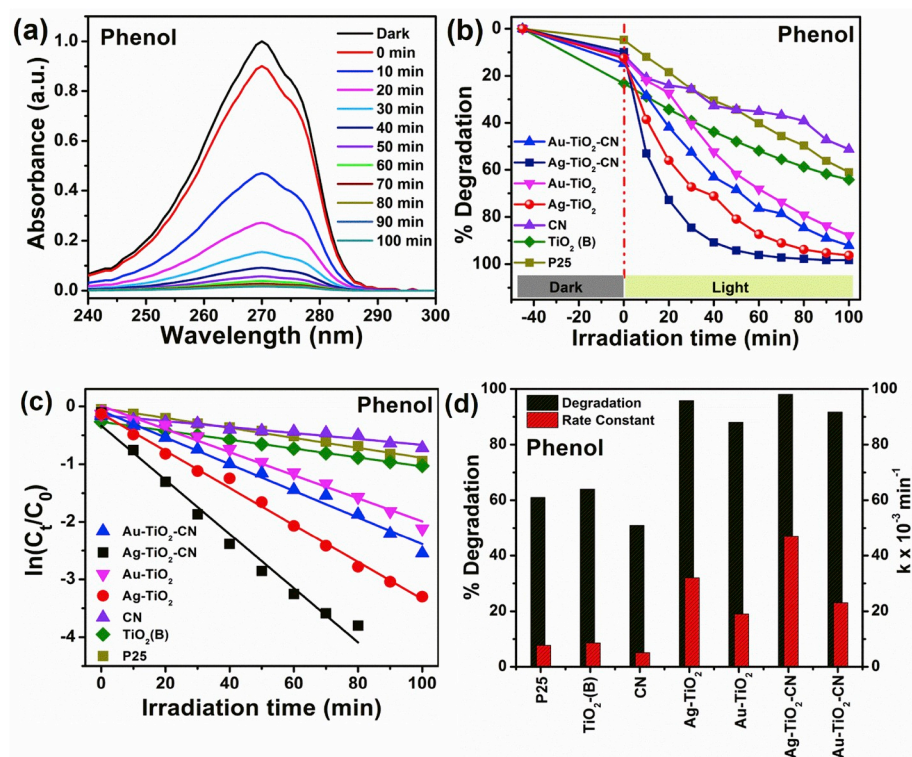 (a)
Phenol
Dark
0 min
10 min
20 min
30 min
40 min
50 min
60 min
70 min
80 min
90 min
100 min
1.0
0.8
0.6
0.4
0.2
0.0
Absorbance (a.u.)
240 250 260 270 280 290 300
Wavelength (nm)
(b)
Phenol
0
20
40
60
80
100
% Degradation
Au-TiO₂-CN
Ag-TiO₂-CN
Au-TiO₂
Ag-TiO₂
CN
TiO₂ (B)
P25
Dark
Light
-40 -20 0 20 40 60 80 100
Irradiation time (min)
(c)
Phenol
0
-1
-2
-3
-4
ln(Cₜ/C₀)
Au-TiO₂-CN
Ag-TiO₂-CN
Au-TiO₂
Ag-TiO₂
CN
TiO₂(B)
P25
0 20 40 60 80 100
Irradiation time (min)
(d)
Degradation
Rate Constant
Phenol
100
80
60
40
20
0
% Degradation
100
80
60
40
20
0
k x 10⁻³ min⁻¹
P25
TiO₂-(B)
CN
Ag-TiO₂
Au-TiO₂
Ag-TiO₂-CN
Au-TiO₂-CN